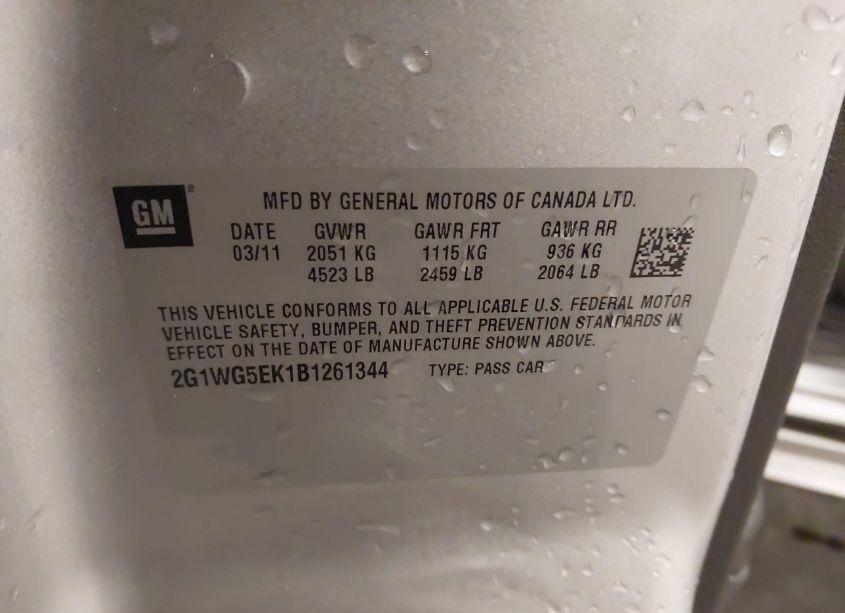 GM
MFD BY GENERAL MOTORS OF CANADA LTD.
DATE GVWR GAWR FRT GAWR RR
03/11 2051 KG 1115 KG 936 KG
4523 LB 2459 LB 2064 LB
THIS VEHICLE CONFORMS TO ALL APPLICABLE U.S. FEDERAL MOTOR
VEHICLE SAFETY, BUMPER, AND THEFT PREVENTION STANDARDS IN
EFFECT ON THE DATE OF MANUFACTURE SHOWN ABOVE.
2G1WG5EK1B1261344 TYPE: PASS CAR